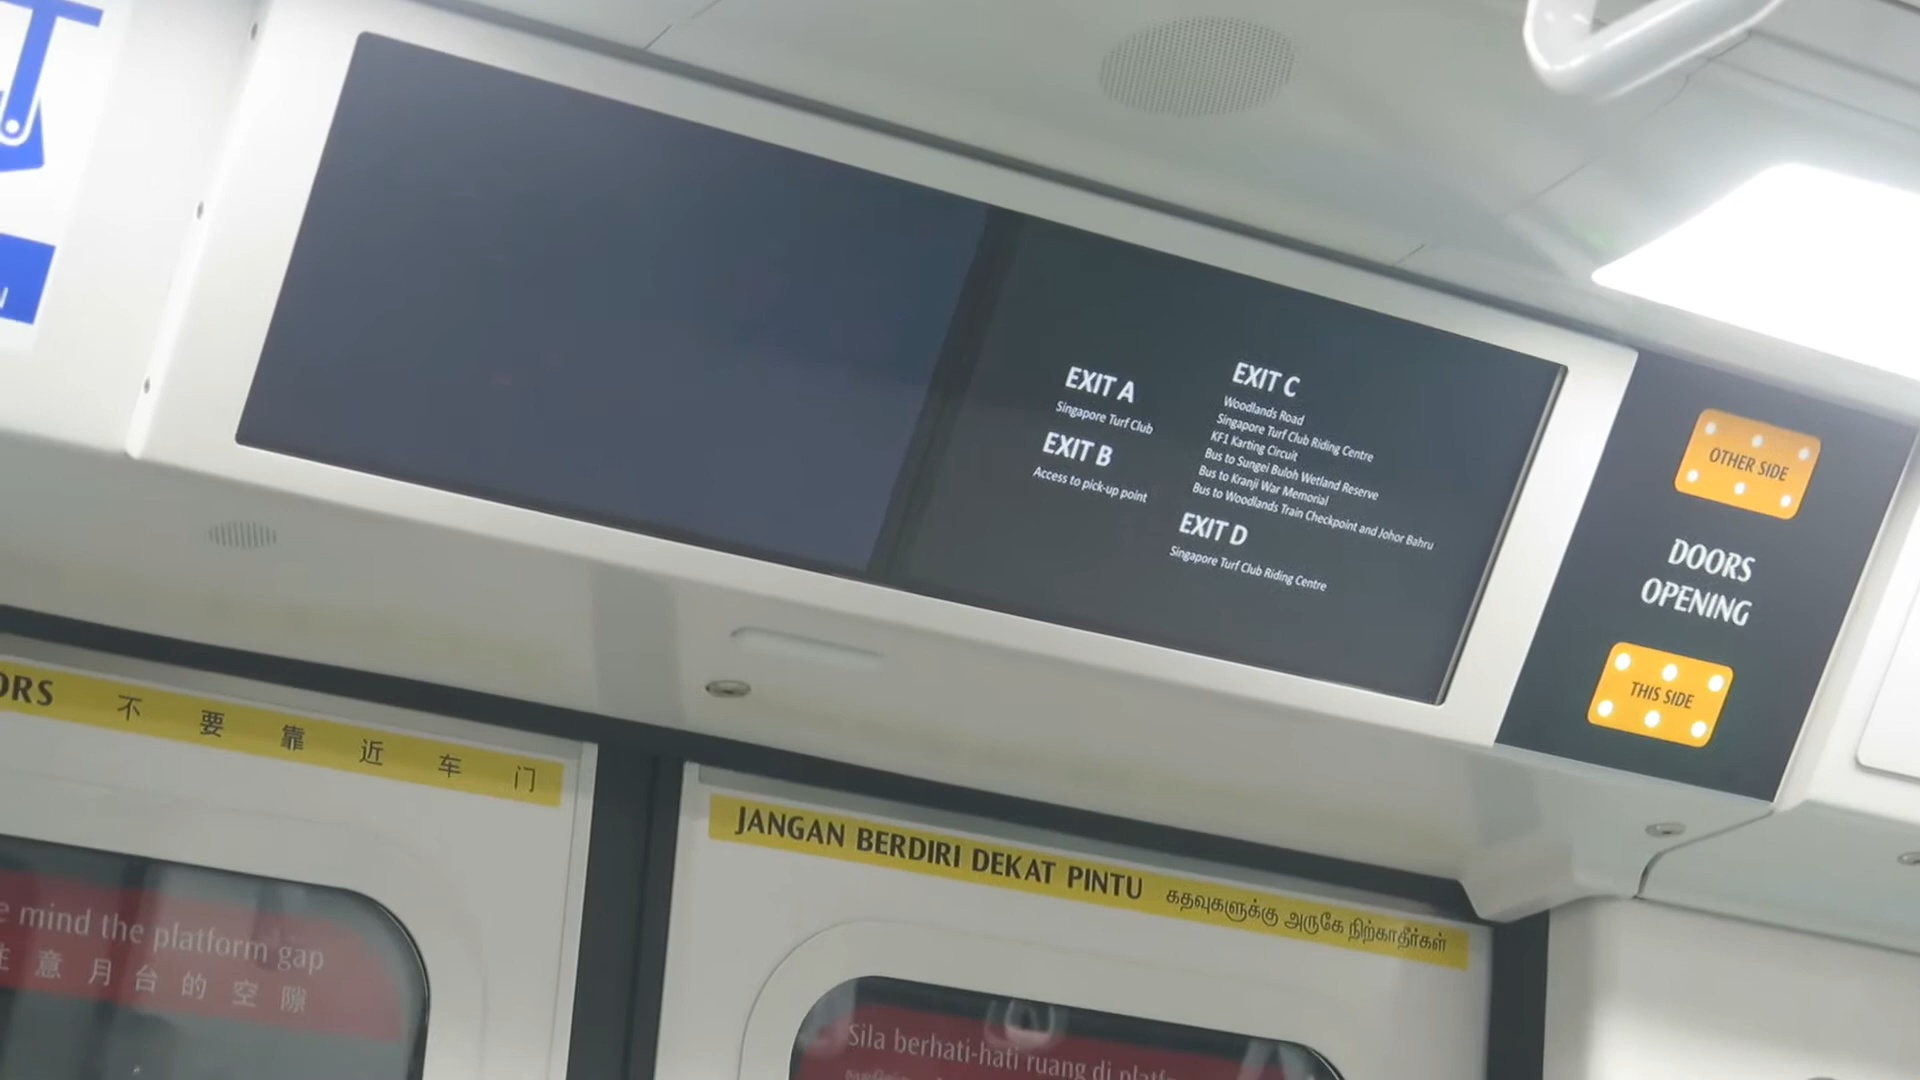 EXIT A
Singapore Turf Club
EXIT B
Access to pick-up point
EXIT C
Woodlands Road
Singapore Turf Club Riding Centre
KF1 Karting Circuit
Bus to Sungei Buloh Wetland Reserve
Bus to Kranji War Memorial
Bus to Woodlands Train Checkpoint and Johor Bahru
EXIT D
Singapore Turf Club Riding Centre
OTHER SIDE
DOORS
OPENING
THIS SIDE
不要靠近车门
JANGAN BERDIRI DEKAT PINTU கதவுகளுக்கு அருகே நிற்காதீர்கள்
mind the platform gap
意月台的空隙
Sila berhati-hati ruang di